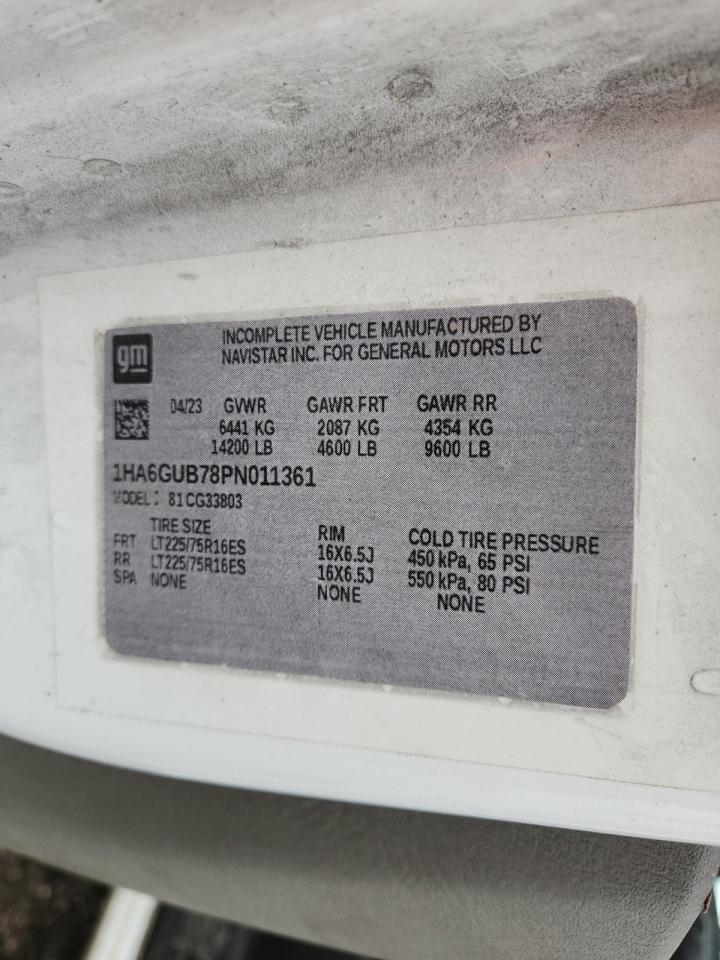 gm
INCOMPLETE VEHICLE MANUFACTURED BY
NAVISTAR INC. FOR GENERAL MOTORS LLC
04/23 GVWR GAWR FRT GAWR RR
6441 KG 2087 KG 4354 KG
14200 LB 4600 LB 9600 LB
1HA6GUB78PN011361
MODEL: 81CG33803
TIRE SIZE RIM COLD TIRE PRESSURE
FRT LT225/75R16ES 16X6.5J 450 kPa, 65 PSI
RR LT225/75R16ES 16X6.5J 550 kPa, 80 PSI
SPA NONE NONE NONE